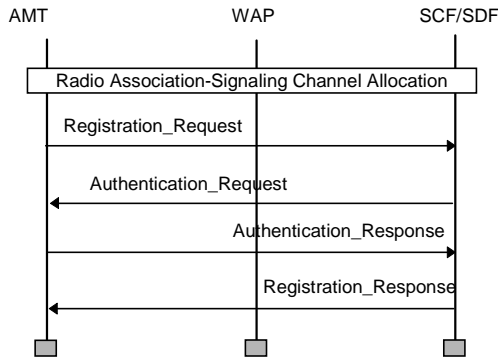 AMT WAP SCF/SDF
Radio Association-Signaling Channel Allocation
Registration_Request
Authentication_Request
Authentication_Response
Registration_Response